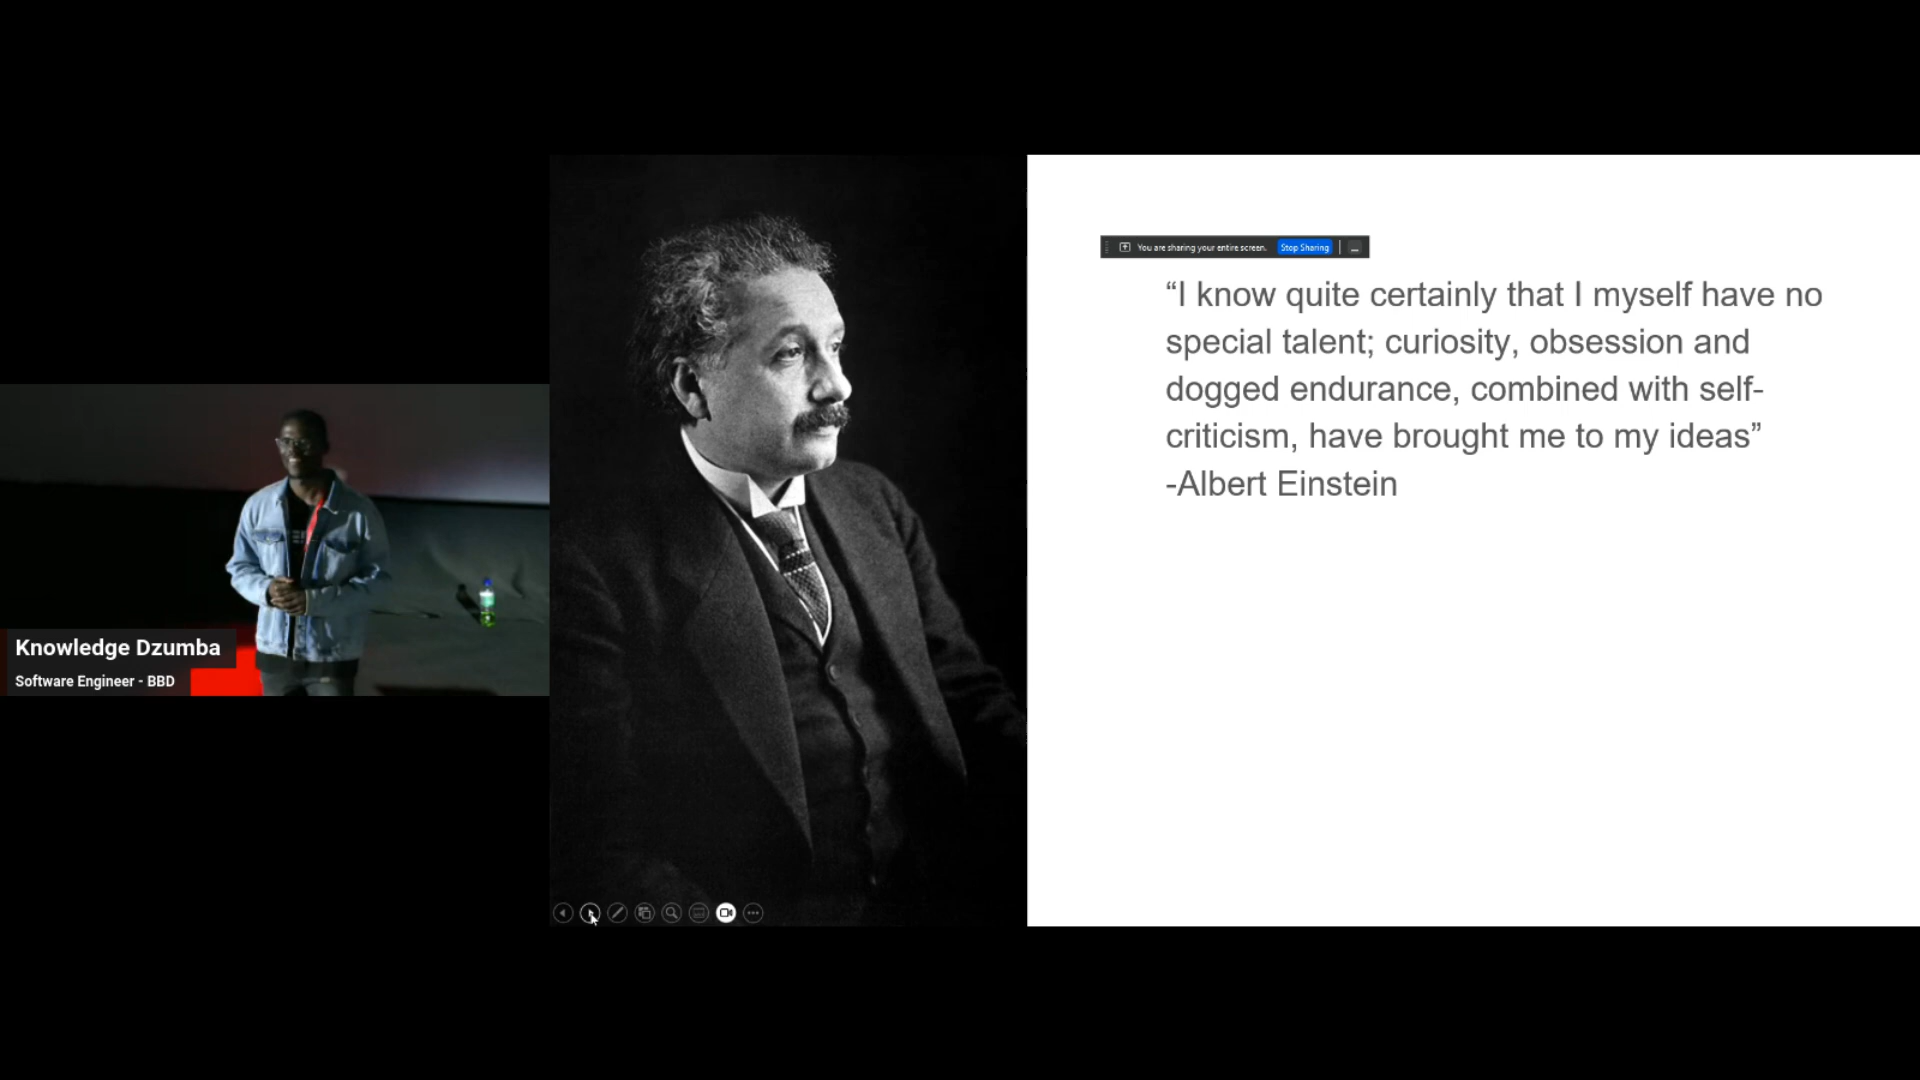 You are sharing your entire screen. Stop Sharing
“I know quite certainly that I myself have no
special talent; curiosity, obsession and
dogged endurance, combined with self-
criticism, have brought me to my ideas”
-Albert Einstein
Knowledge Dzumba
Software Engineer - BBD